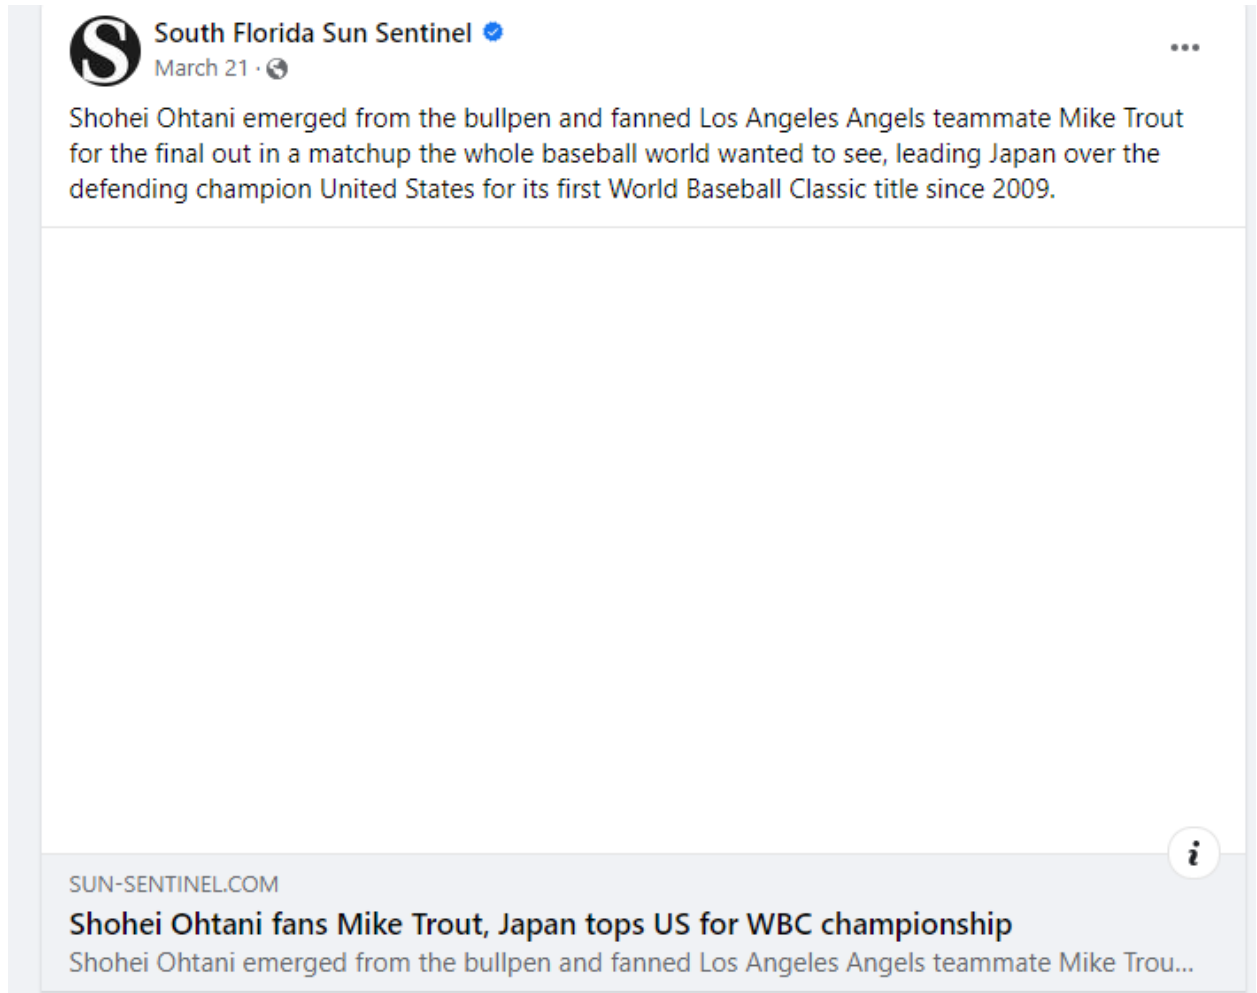 South Florida Sun Sentinel
March 21 ·
Shohei Ohtani emerged from the bullpen and fanned Los Angeles Angels teammate Mike Trout
for the final out in a matchup the whole baseball world wanted to see, leading Japan over the
defending champion United States for its first World Baseball Classic title since 2009.
SUN-SENTINEL.COM
Shohei Ohtani fans Mike Trout, Japan tops US for WBC championship
Shohei Ohtani emerged from the bullpen and fanned Los Angeles Angels teammate Mike Trou...